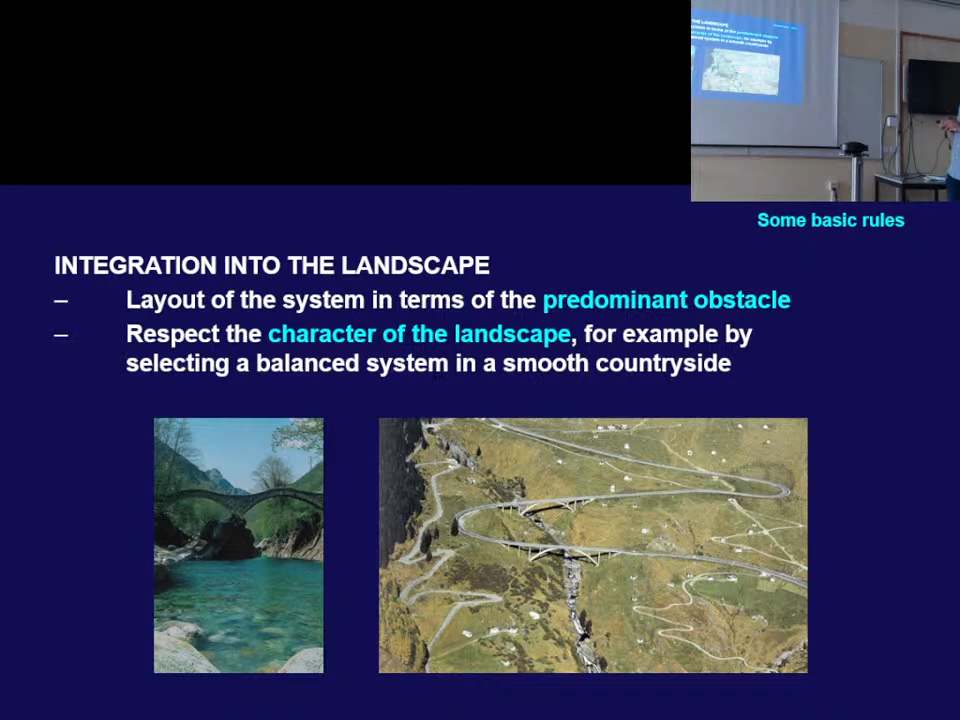 Some basic rules
INTEGRATION INTO THE LANDSCAPE
– Layout of the system in terms of the predominant obstacle
– Respect the character of the landscape, for example by
selecting a balanced system in a smooth countryside